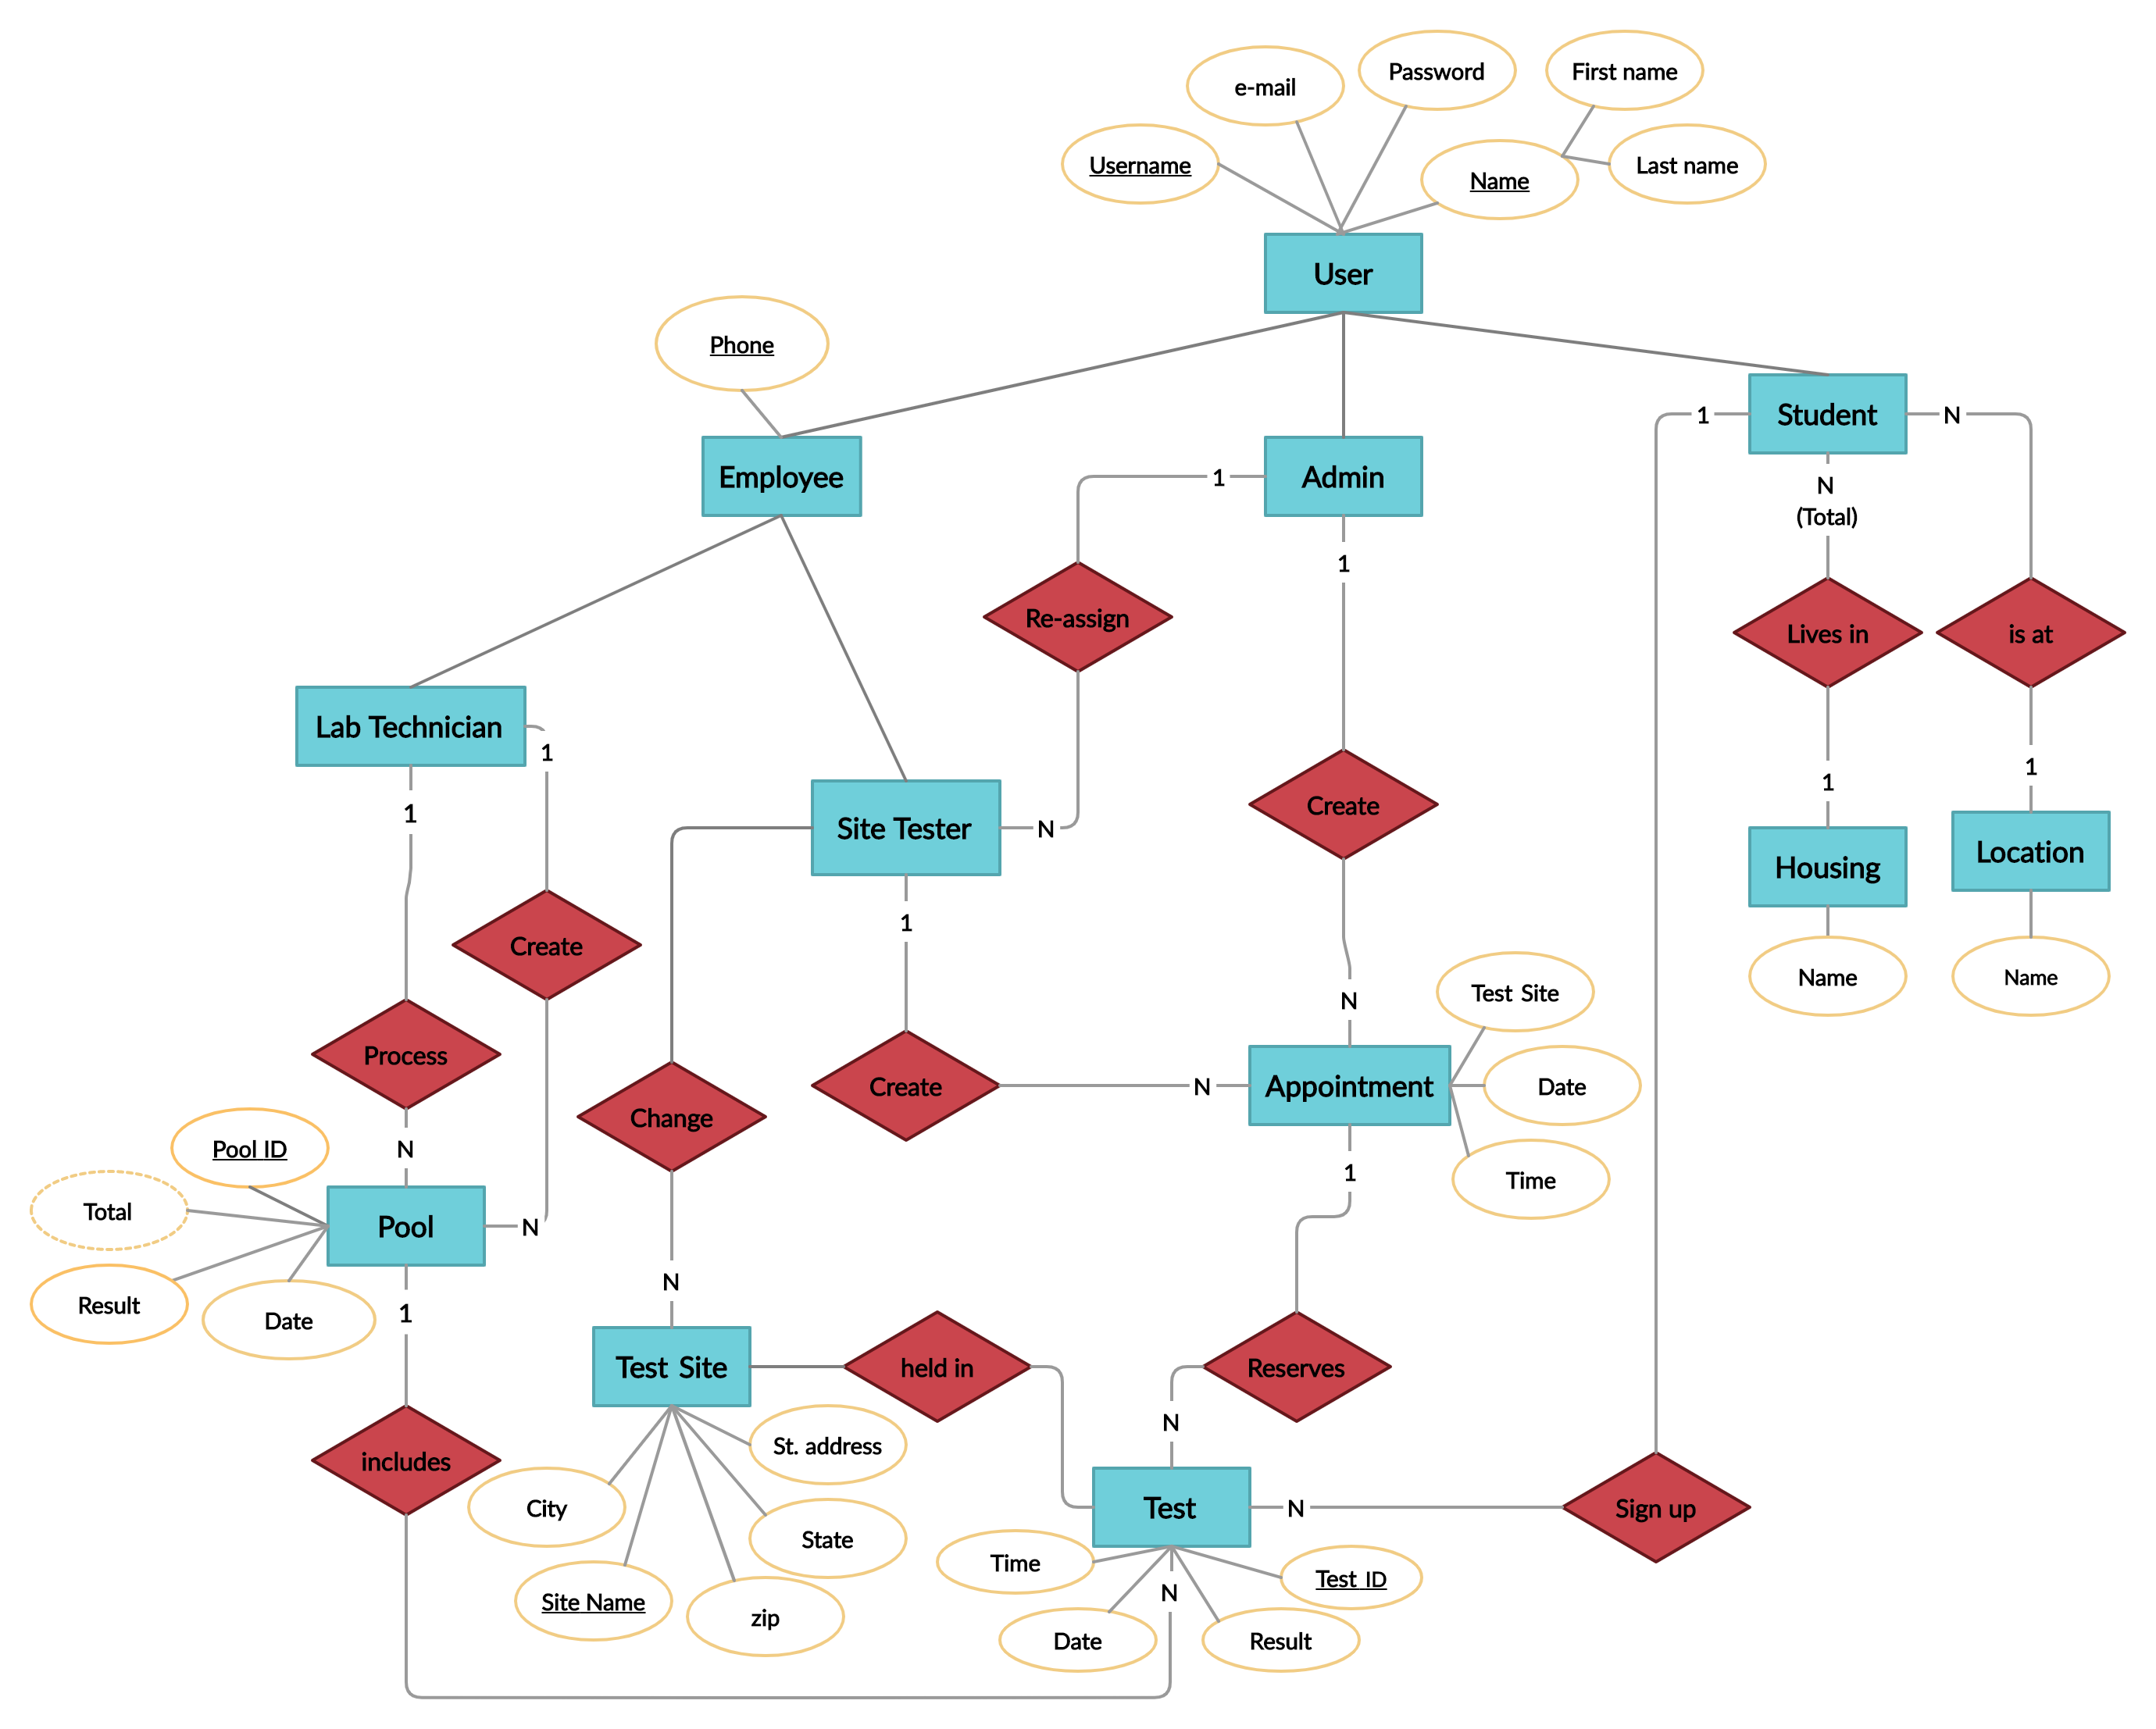 Password
First name
e-mail
Username
Last name
Name
User
Phone
Student
1
N
Employee
1
Admin
N
(Total)
1
Re-assign
Lives in
is at
Lab Technician
1
1
1
1
Site Tester
N
Create
Housing
Location
1
Create
Name
Name
Test Site
N
Process
Change
Create
N
Appointment
Date
Pool ID
N
1
Time
Total
Pool
N
Result
Date
1
N
Test Site
held in
Reserves
N
St. address
includes
City
Test
N
Sign up
State
Time
Test ID
Site Name
zip
N
Date
Result